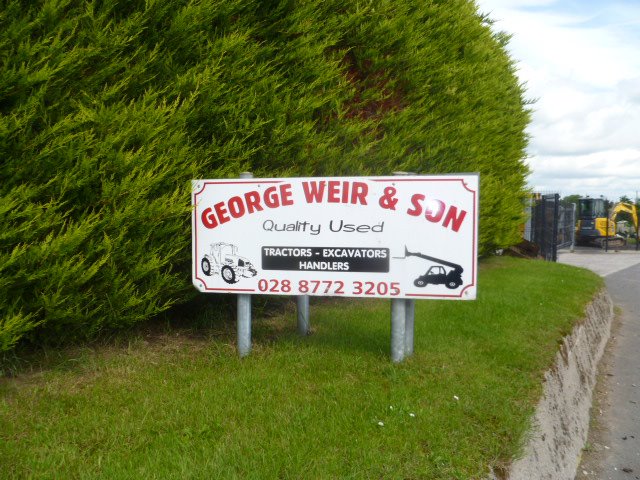 GEORGE WEIR & SON
Quality Used
TRACTORS - EXCAVATORS
HANDLERS
028 8772 3205